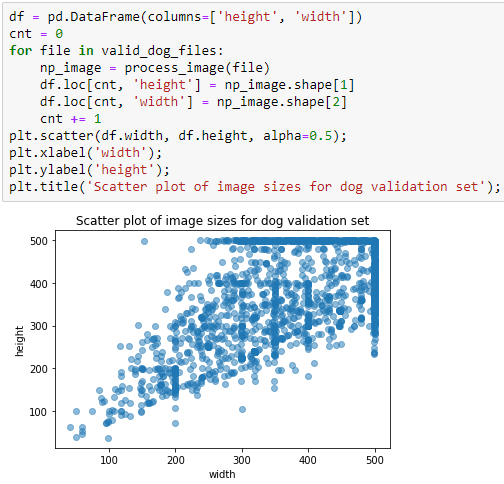 df = pd.DataFrame(columns=['height', 'width'])
cnt = 0
for file in valid_dog_files:
    np_image = process_image(file)
    df.loc[cnt, 'height'] = np_image.shape[1]
    df.loc[cnt, 'width'] = np_image.shape[2]
    cnt += 1
plt.scatter(df.width, df.height, alpha=0.5);
plt.xlabel('width');
plt.ylabel('height');
plt.title('Scatter plot of image sizes for dog validation set');
Scatter plot of image sizes for dog validation set
500
400
300
200
100
height
100 200 300 400 500
width